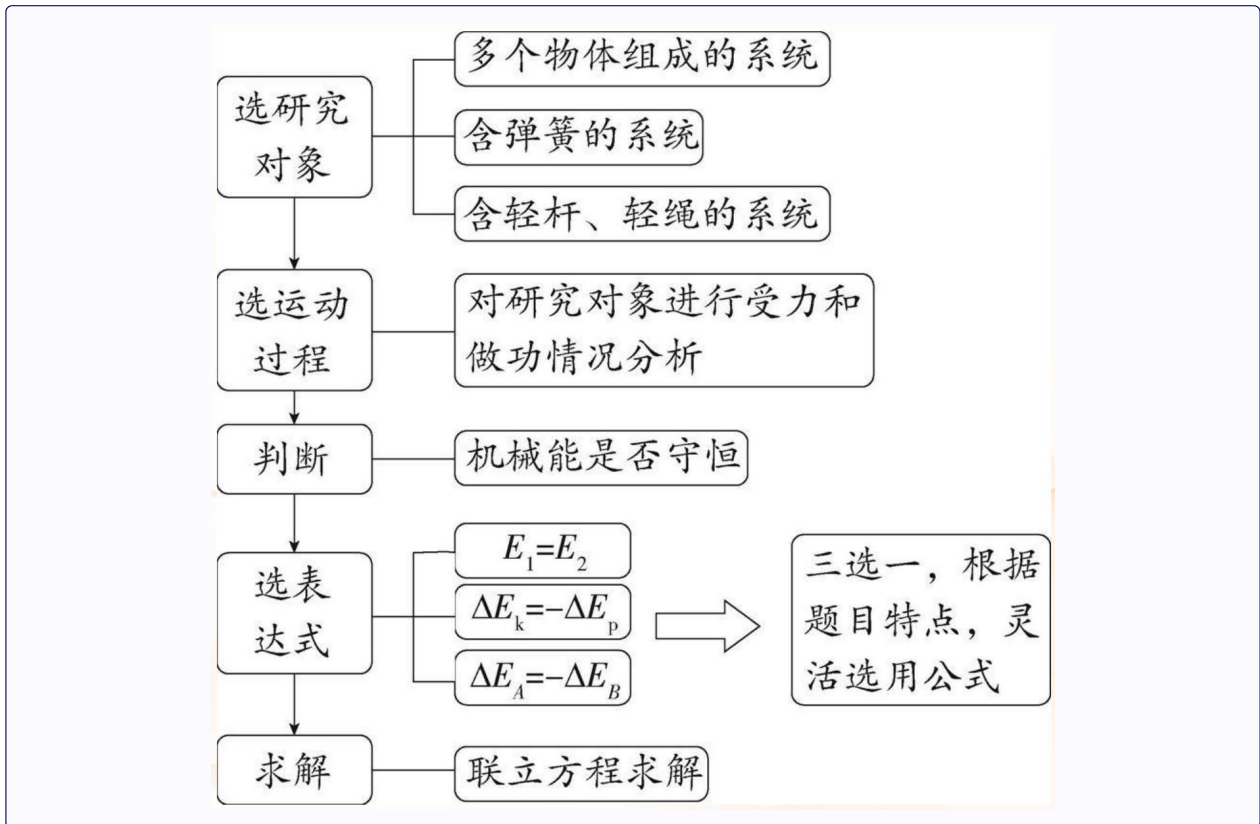 选研究
对象
多个物体组成的系统
含弹簧的系统
含轻杆、轻绳的系统
选运动
过程
对研究对象进行受力和
做功情况分析
判断
机械能是否守恒
选表
达式
E₁=E₂
ΔEₖ=−ΔEₚ
ΔE_A=−ΔE_B
三选一，根据
题目特点，灵
活选用公式
求解
联立方程求解